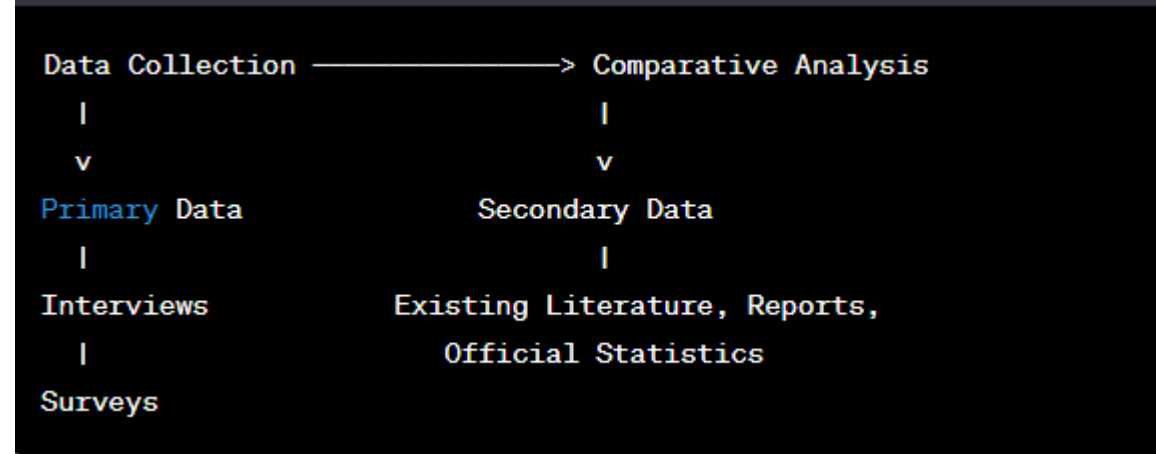 Data Collection ———————————————> Comparative Analysis
| |
v v
Primary Data Secondary Data
| |
Interviews Existing Literature, Reports,
| Official Statistics
Surveys